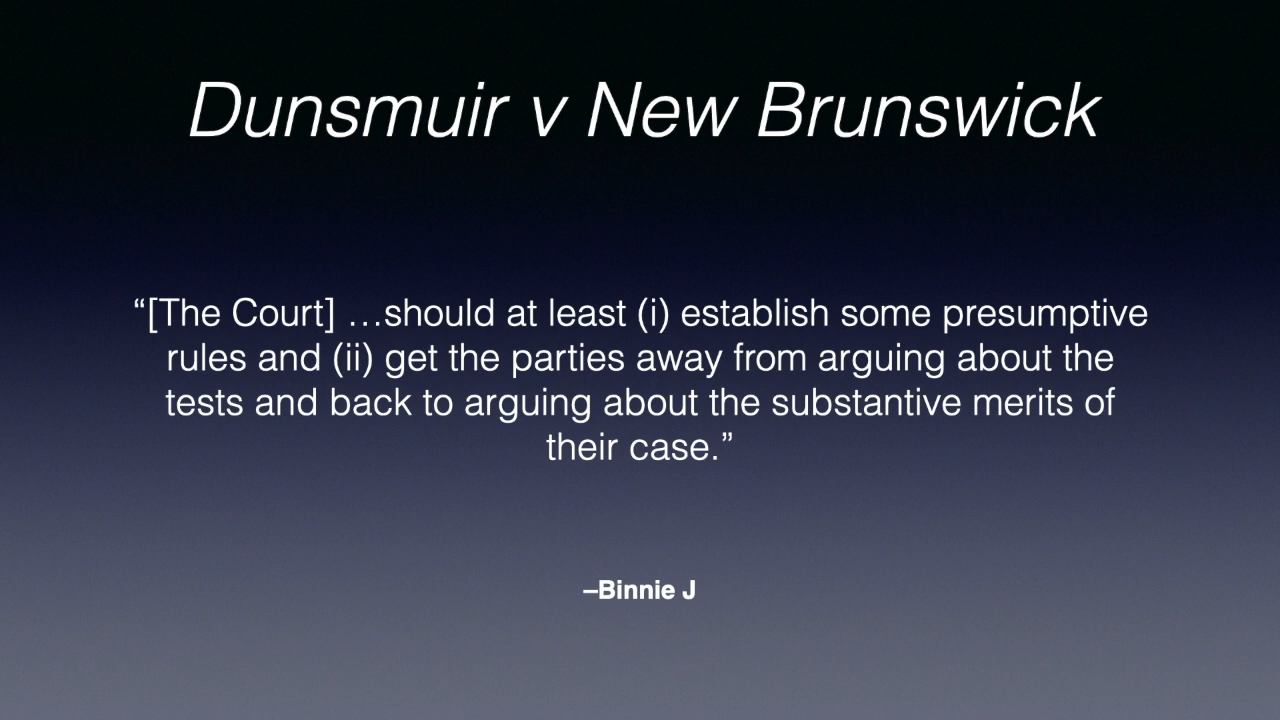 Dunsmuir v New Brunswick
“[The Court] …should at least (i) establish some presumptive
rules and (ii) get the parties away from arguing about the
tests and back to arguing about the substantive merits of
their case.”
–Binnie J